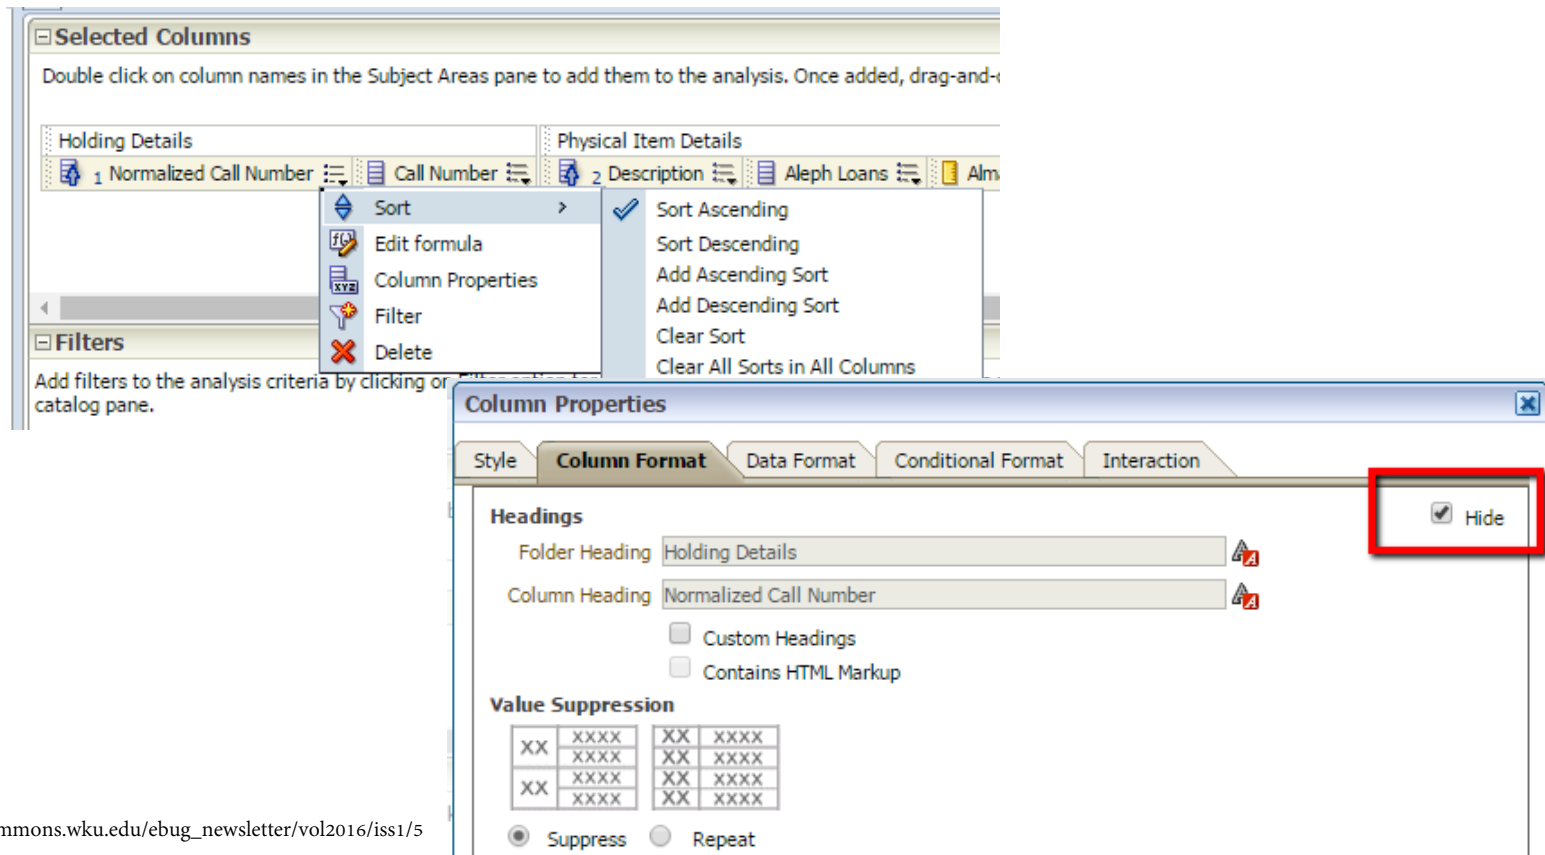 Selected Columns
Double click on column names in the Subject Areas pane to add them to the analysis. Once added, drag-and-
Holding Details
Physical Item Details
1 Normalized Call Number
Call Number
2 Description
Aleph Loans
Alm
Sort >
Edit formula
Column Properties
Filter
Delete
Sort Ascending
Sort Descending
Add Ascending Sort
Add Descending Sort
Clear Sort
Clear All Sorts in All Columns
Filters
Add filters to the analysis criteria by clicking on
catalog pane.
Column Properties
Style
Column Format
Data Format
Conditional Format
Interaction
Headings
Hide
Folder Heading Holding Details
Column Heading Normalized Call Number
Custom Headings
Contains HTML Markup
Value Suppression
XX XXXX XX XXXX
XXXX XX XXXX
XX XXXX XX XXXX
XXXX XX XXXX
Suppress
Repeat
mmons.wku.edu/ebug_newsletter/vol2016/iss1/5